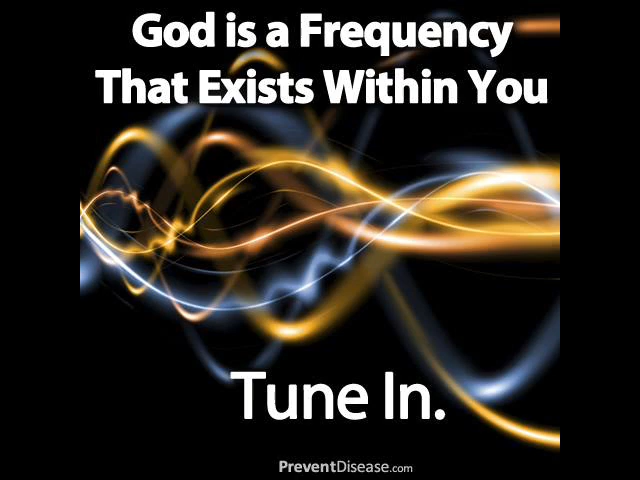 God is a Frequency
That Exists Within You
Tune In.
PreventDisease.com